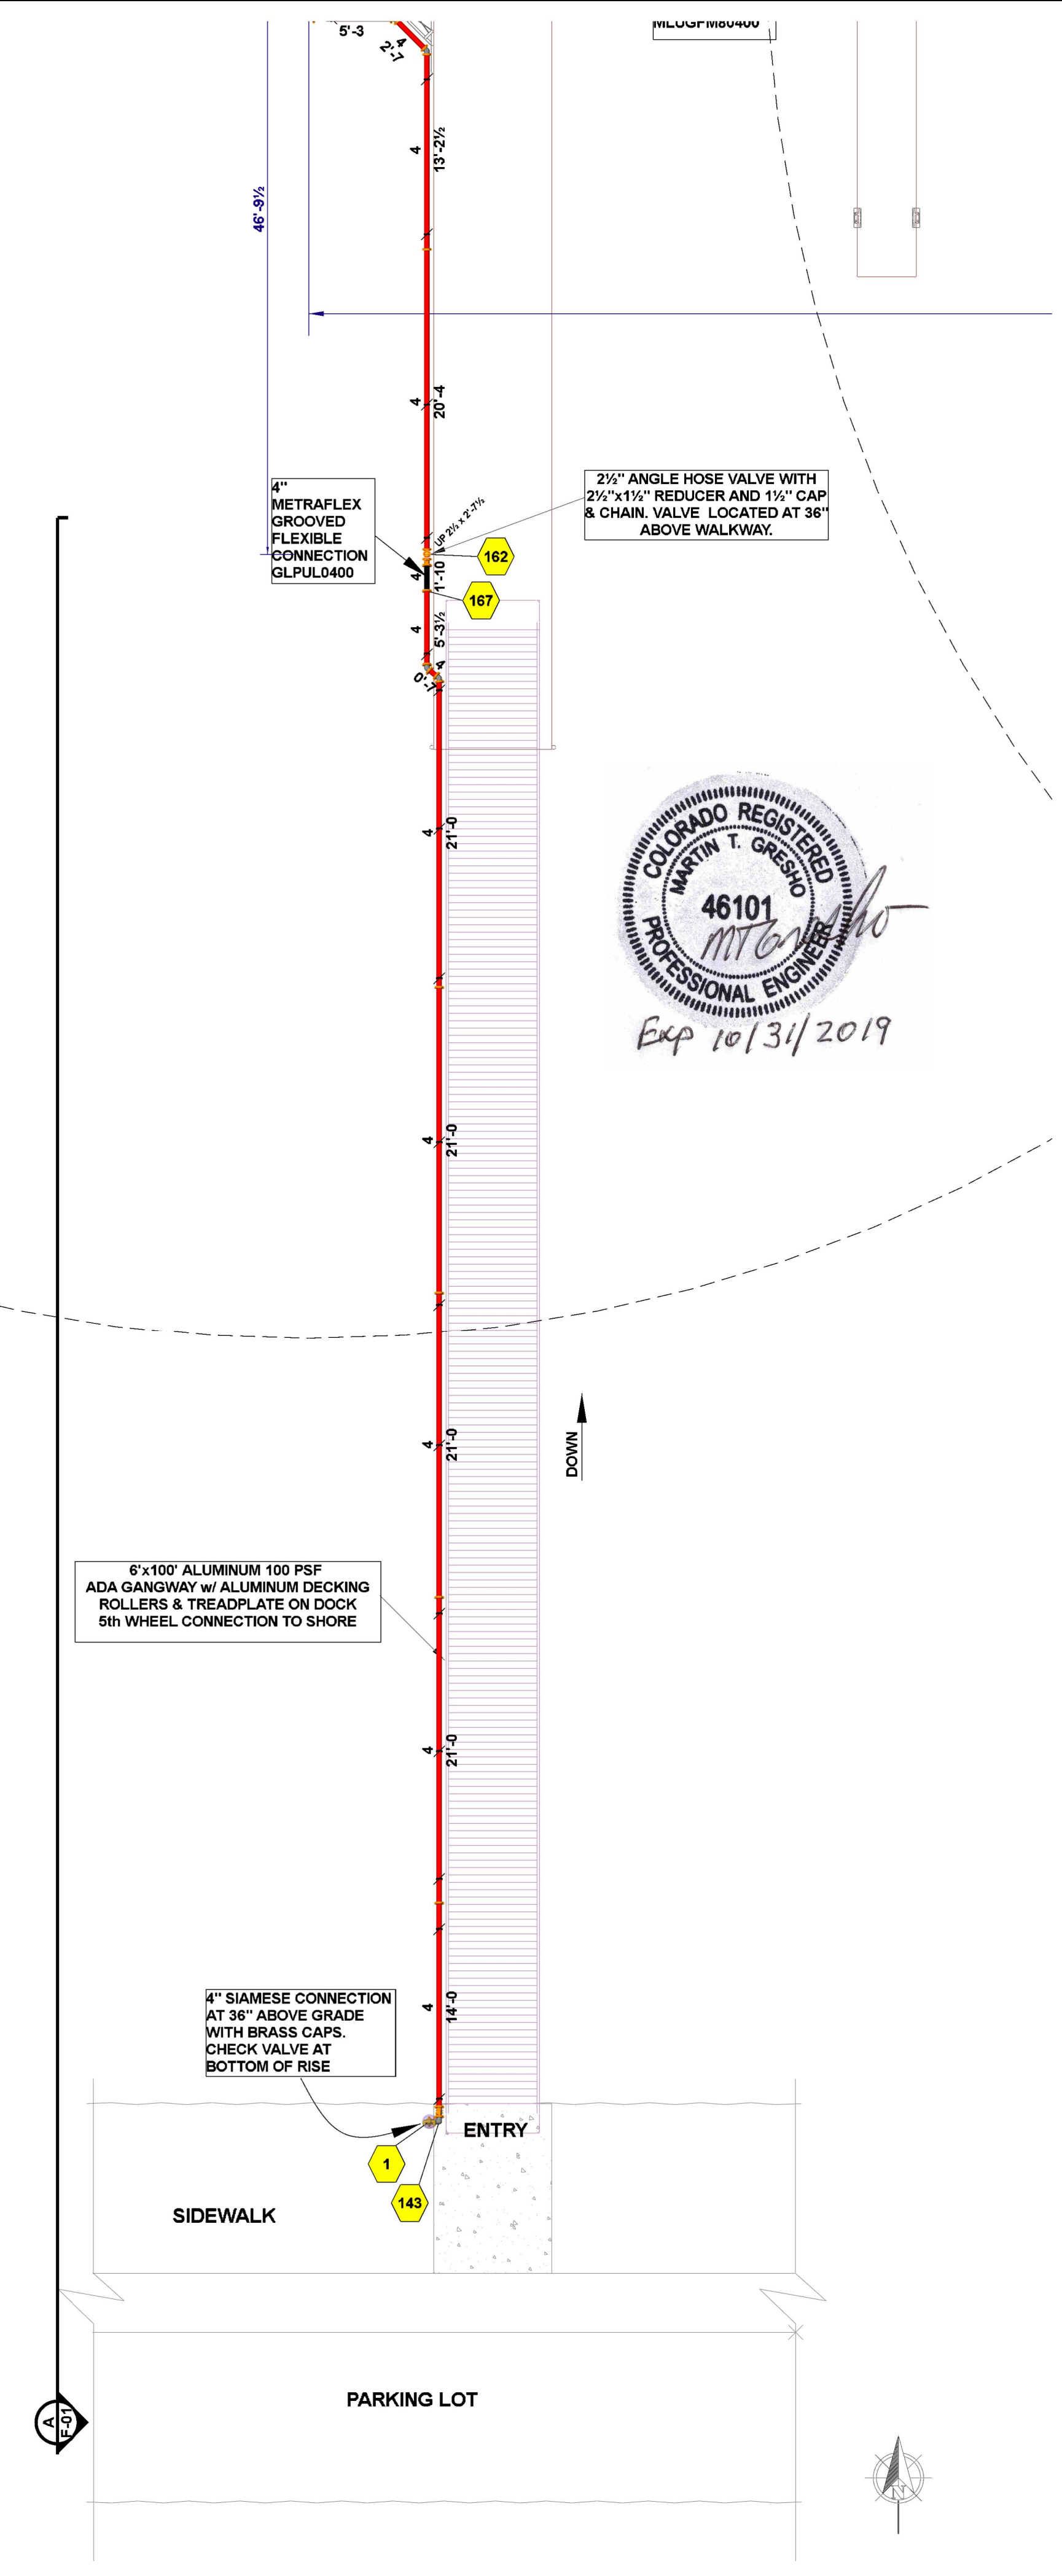 5'-3
4
2'-7
MLOGFM80400
4
13'-2½
46'-9½
4
20'-4
4"
METRAFLEX
GROOVED
FLEXIBLE
CONNECTION
GLPUL0400
UP 2½ x 2'-7½
2½" ANGLE HOSE VALVE WITH
2½"x1½" REDUCER AND 1½" CAP
& CHAIN. VALVE LOCATED AT 36"
ABOVE WALKWAY.
162
4
1'-10
167
4
5'-3½
4
0'-7
COLORADO REGISTERED
MARTIN T. GRESHO
46101
MTGresho
PROFESSIONAL ENGINEER
Exp 10/31/2019
4
21'-0
4
21'-0
4
21'-0
DOWN
6'x100' ALUMINUM 100 PSF
ADA GANGWAY w/ ALUMINUM DECKING
ROLLERS & TREADPLATE ON DOCK
5th WHEEL CONNECTION TO SHORE
4
21'-0
4" SIAMESE CONNECTION
AT 36" ABOVE GRADE
WITH BRASS CAPS.
CHECK VALVE AT
BOTTOM OF RISE
4
14'-0
ENTRY
1
143
SIDEWALK
PARKING LOT
A
F-01
N